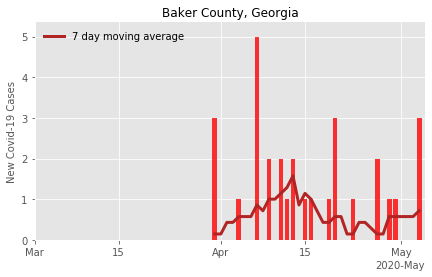 Baker County, Georgia
7 day moving average
New Covid-19 Cases
5
4
3
2
1
0
Mar 15 Apr 15 May
2020-May